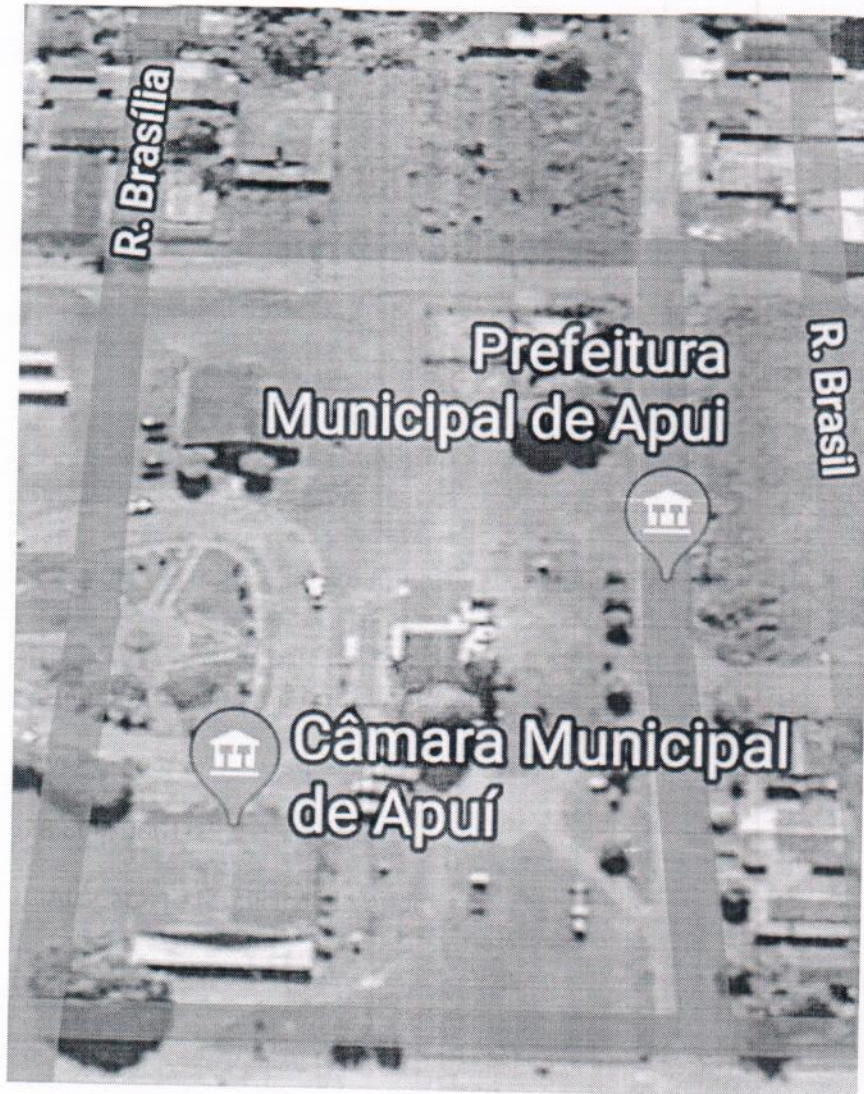 R. Brasília
Prefeitura
Municipal de Apui
R. Brasil
Câmara Municipal
de Apuí